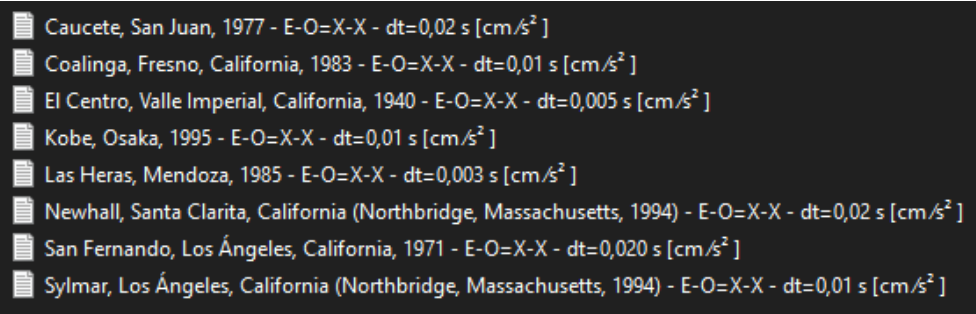 Caucete, San Juan, 1977 - E-O=X-X - dt=0,02 s [cm ∕s² ]
Coalinga, Fresno, California, 1983 - E-O=X-X - dt=0,01 s [cm ∕s² ]
El Centro, Valle Imperial, California, 1940 - E-O=X-X - dt=0,005 s [cm ∕s² ]
Kobe, Osaka, 1995 - E-O=X-X - dt=0,01 s [cm ∕s² ]
Las Heras, Mendoza, 1985 - E-O=X-X - dt=0,003 s [cm ∕s² ]
Newhall, Santa Clarita, California (Northbridge, Massachusetts, 1994) - E-O=X-X - dt=0,02 s [cm ∕s² ]
San Fernando, Los Ángeles, California, 1971 - E-O=X-X - dt=0,020 s [cm ∕s² ]
Sylmar, Los Ángeles, California (Northbridge, Massachusetts, 1994) - E-O=X-X - dt=0,01 s [cm ∕s² ]